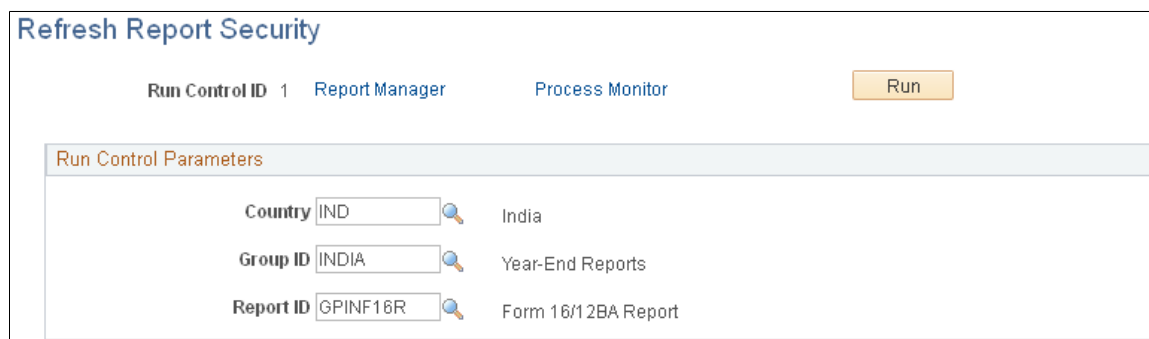 Refresh Report Security
Run Control ID 1 Report Manager Process Monitor Run
Run Control Parameters
Country IND India
Group ID INDIA Year-End Reports
Report ID GPINF16R Form 16/12BA Report